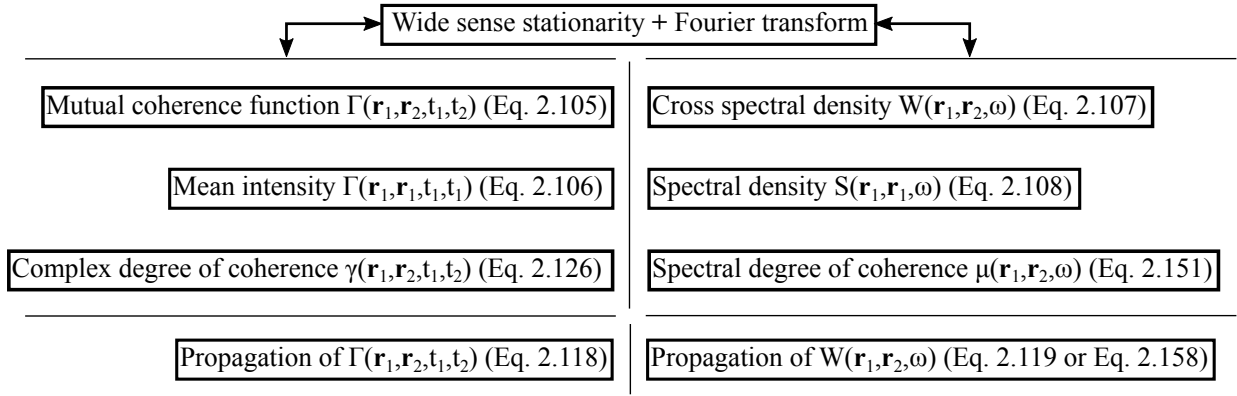 Wide sense stationarity + Fourier transform
Mutual coherence function Γ(r₁,r₂,t₁,t₂) (Eq. 2.105)
Cross spectral density W(r₁,r₂,ω) (Eq. 2.107)
Mean intensity Γ(r₁,r₁,t₁,t₁) (Eq. 2.106)
Spectral density S(r₁,r₁,ω) (Eq. 2.108)
Complex degree of coherence γ(r₁,r₂,t₁,t₂) (Eq. 2.126)
Spectral degree of coherence μ(r₁,r₂,ω) (Eq. 2.151)
Propagation of Γ(r₁,r₂,t₁,t₂) (Eq. 2.118)
Propagation of W(r₁,r₂,ω) (Eq. 2.119 or Eq. 2.158)